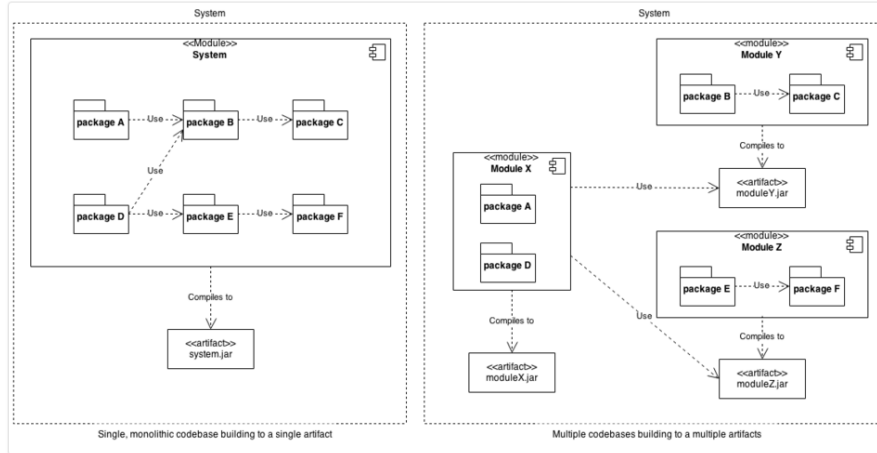 System
<<Module>>
System
package A
Use
package B
Use
package C
Use
package D
Use
package E
Use
package F
Compiles to
<<artifact>>
system.jar
Single, monolithic codebase building to a single artifact
System
<<module>>
Module Y
package B
Use
package C
Compiles to
<<artifact>>
moduleY.jar
<<module>>
Module X
package A
package D
Use
Use
Compiles to
<<artifact>>
moduleX.jar
<<module>>
Module Z
package E
Use
package F
Compiles to
<<artifact>>
moduleZ.jar
Multiple codebases building to a multiple artifacts